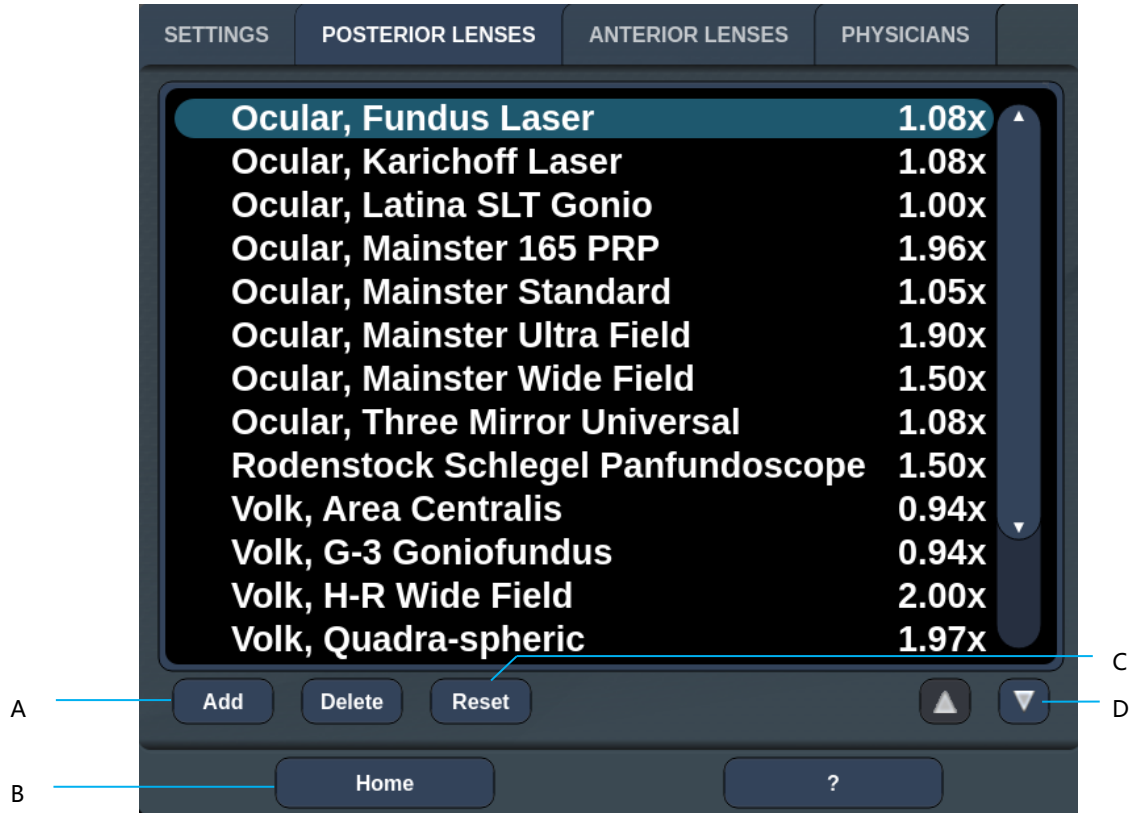 SETTINGS POSTERIOR LENSES ANTERIOR LENSES PHYSICIANS
Ocular, Fundus Laser 1.08x
Ocular, Karichoff Laser 1.08x
Ocular, Latina SLT Gonio 1.00x
Ocular, Mainster 165 PRP 1.96x
Ocular, Mainster Standard 1.05x
Ocular, Mainster Ultra Field 1.90x
Ocular, Mainster Wide Field 1.50x
Ocular, Three Mirror Universal 1.08x
Rodenstock Schlegel Panfundoscope 1.50x
Volk, Area Centralis 0.94x
Volk, G-3 Goniofundus 0.94x
Volk, H-R Wide Field 2.00x
Volk, Quadra-spheric 1.97x
C
A Add Delete Reset D
B Home ?